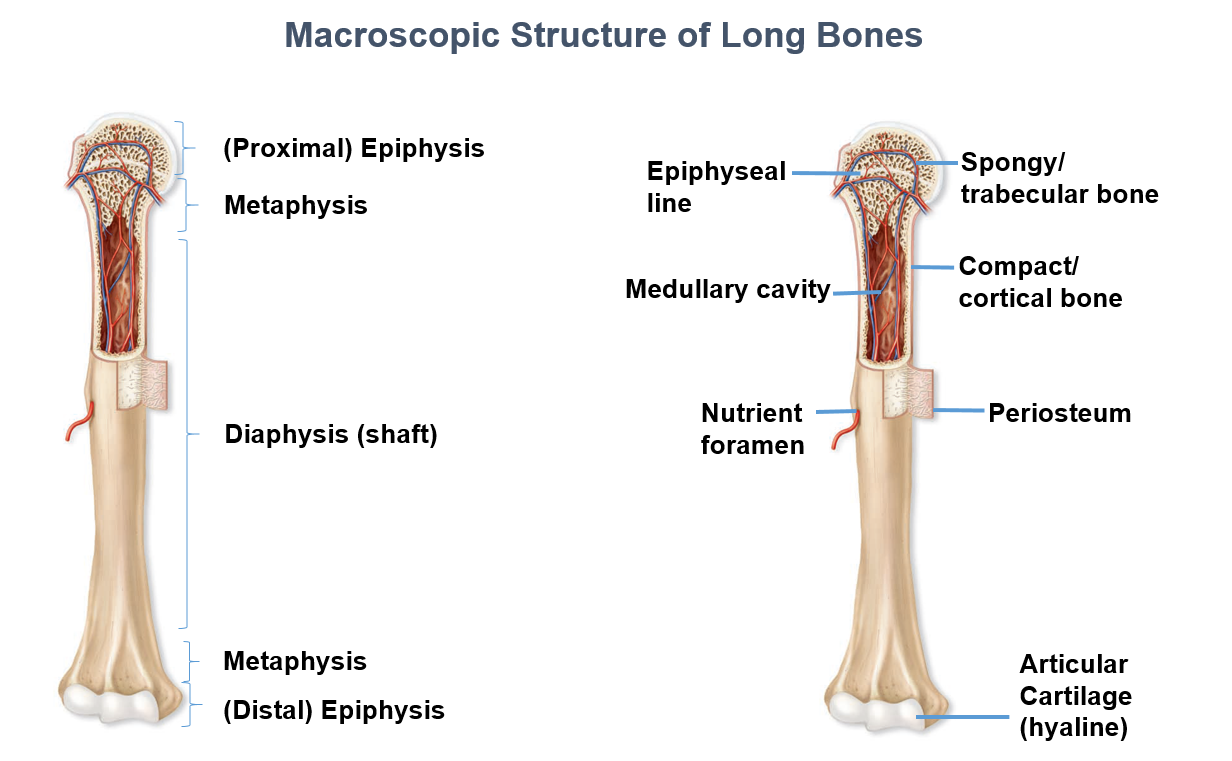 Macroscopic Structure of Long Bones
(Proximal) Epiphysis
Metaphysis
Diaphysis (shaft)
Metaphysis
(Distal) Epiphysis
Epiphyseal
line
Medullary cavity
Nutrient
foramen
Spongy/
trabecular bone
Compact/
cortical bone
Periosteum
Articular
Cartilage
(hyaline)